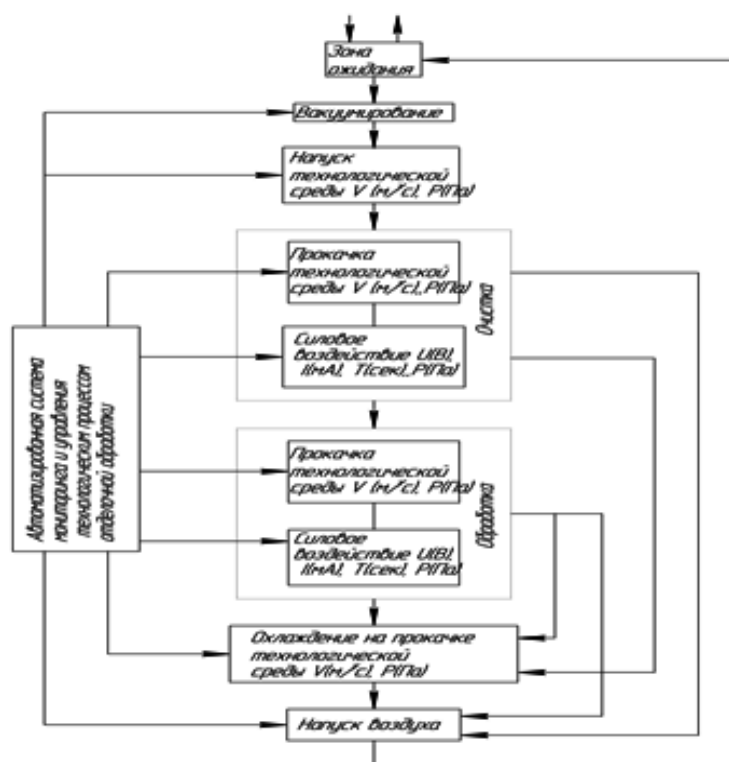 Зона
ожидания
Вакуумирование
Напуск
технологической
среды V (м/с), Р(Па)
Прокачка
технологической
среды V (м/с),.Р(Па)
Силовое
воздействие U(В),
I(мА), Т(сек),.Р(Па)
Очистка
Автоматизированная система
мониторинга и управления
технологическим процессом
отделочной обработки
Прокачка
технологической
среды V (м/с), Р(Па)
Силовое
воздействие U(В),
I(мА), Т(сек), Р(Па)
Обработка
Охлаждение на прокачке
технологической
среды V(м/с), Р(Па)
Напуск воздуха